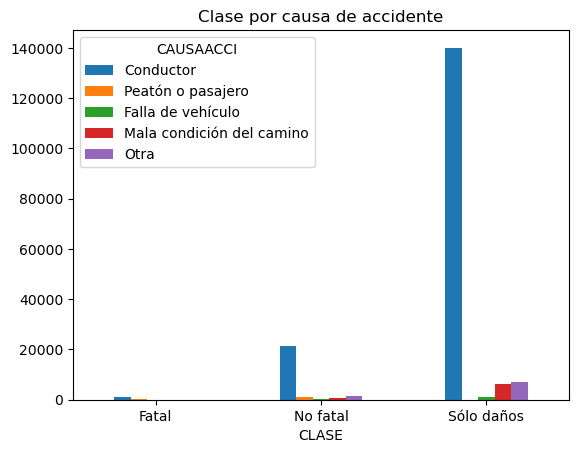 Clase por causa de accidente
CAUSAACCI
Conductor
Peatón o pasajero
Falla de vehículo
Mala condición del camino
Otra
140000
120000
100000
80000
60000
40000
20000
0
Fatal
No fatal
Sólo daños
CLASE